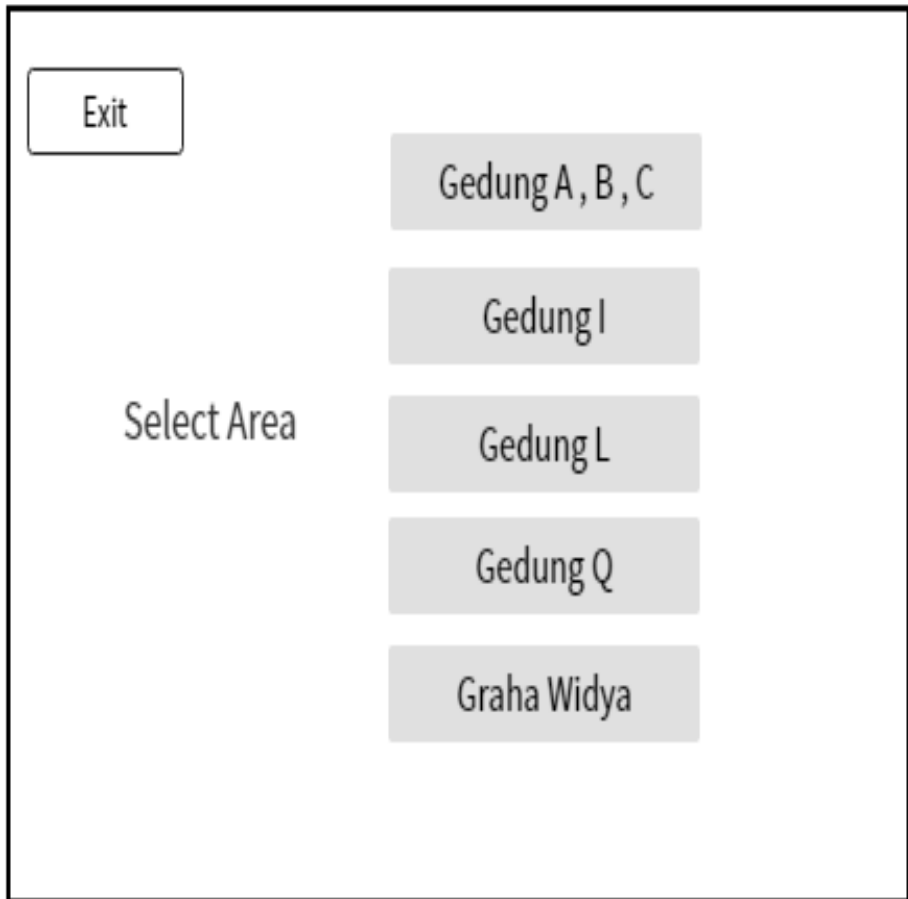 Exit
Gedung A , B , C
Gedung I
Select Area
Gedung L
Gedung Q
Graha Widya